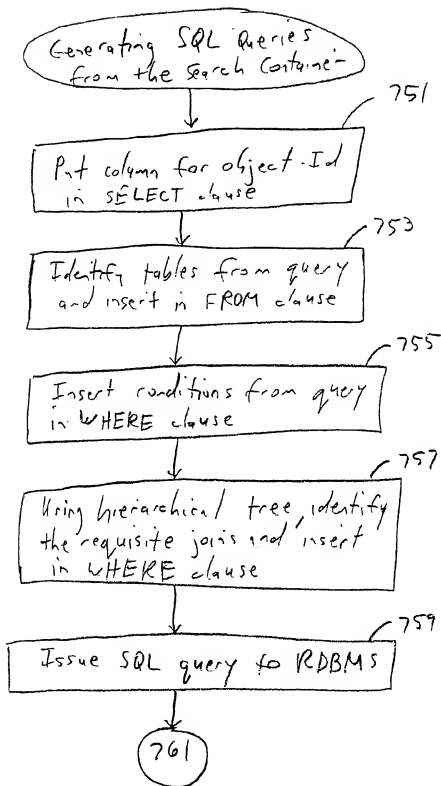 Generating SQL Queries
from the Search Container
751
Put column for object-Id
in SELECT clause
753
Identify tables from query
and insert in FROM clause
755
Insert conditions from query
in WHERE clause
757
Using hierarchical tree, identify
the requisite joins and insert
in WHERE clause
759
Issue SQL query to RDBMS
761